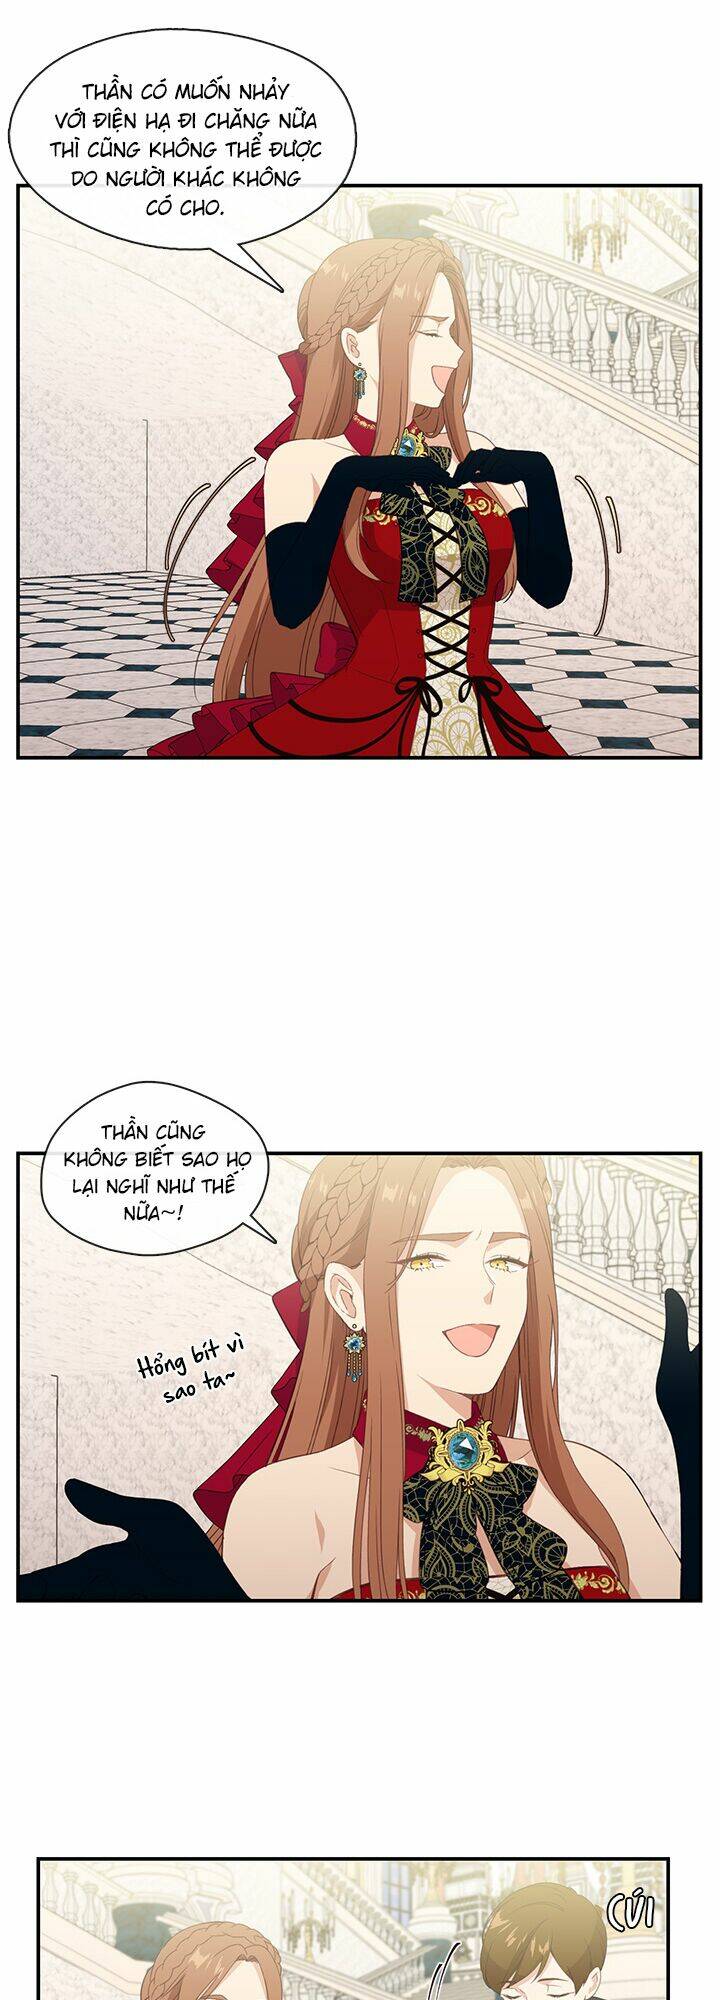 THẦN CÓ MUỐN NHẢY
VỚI ĐIỆN HẠ ĐI CHĂNG NỮA
THÌ CŨNG KHÔNG THỂ ĐƯỢC
DO NGƯỜI KHÁC KHÔNG
CÓ CHO.
THẦN CŨNG
KHÔNG BIẾT SAO HỌ
LẠI NGHĨ NHƯ THẾ
NỮA~!
Hổng bít vì
sao ta~
CÚI